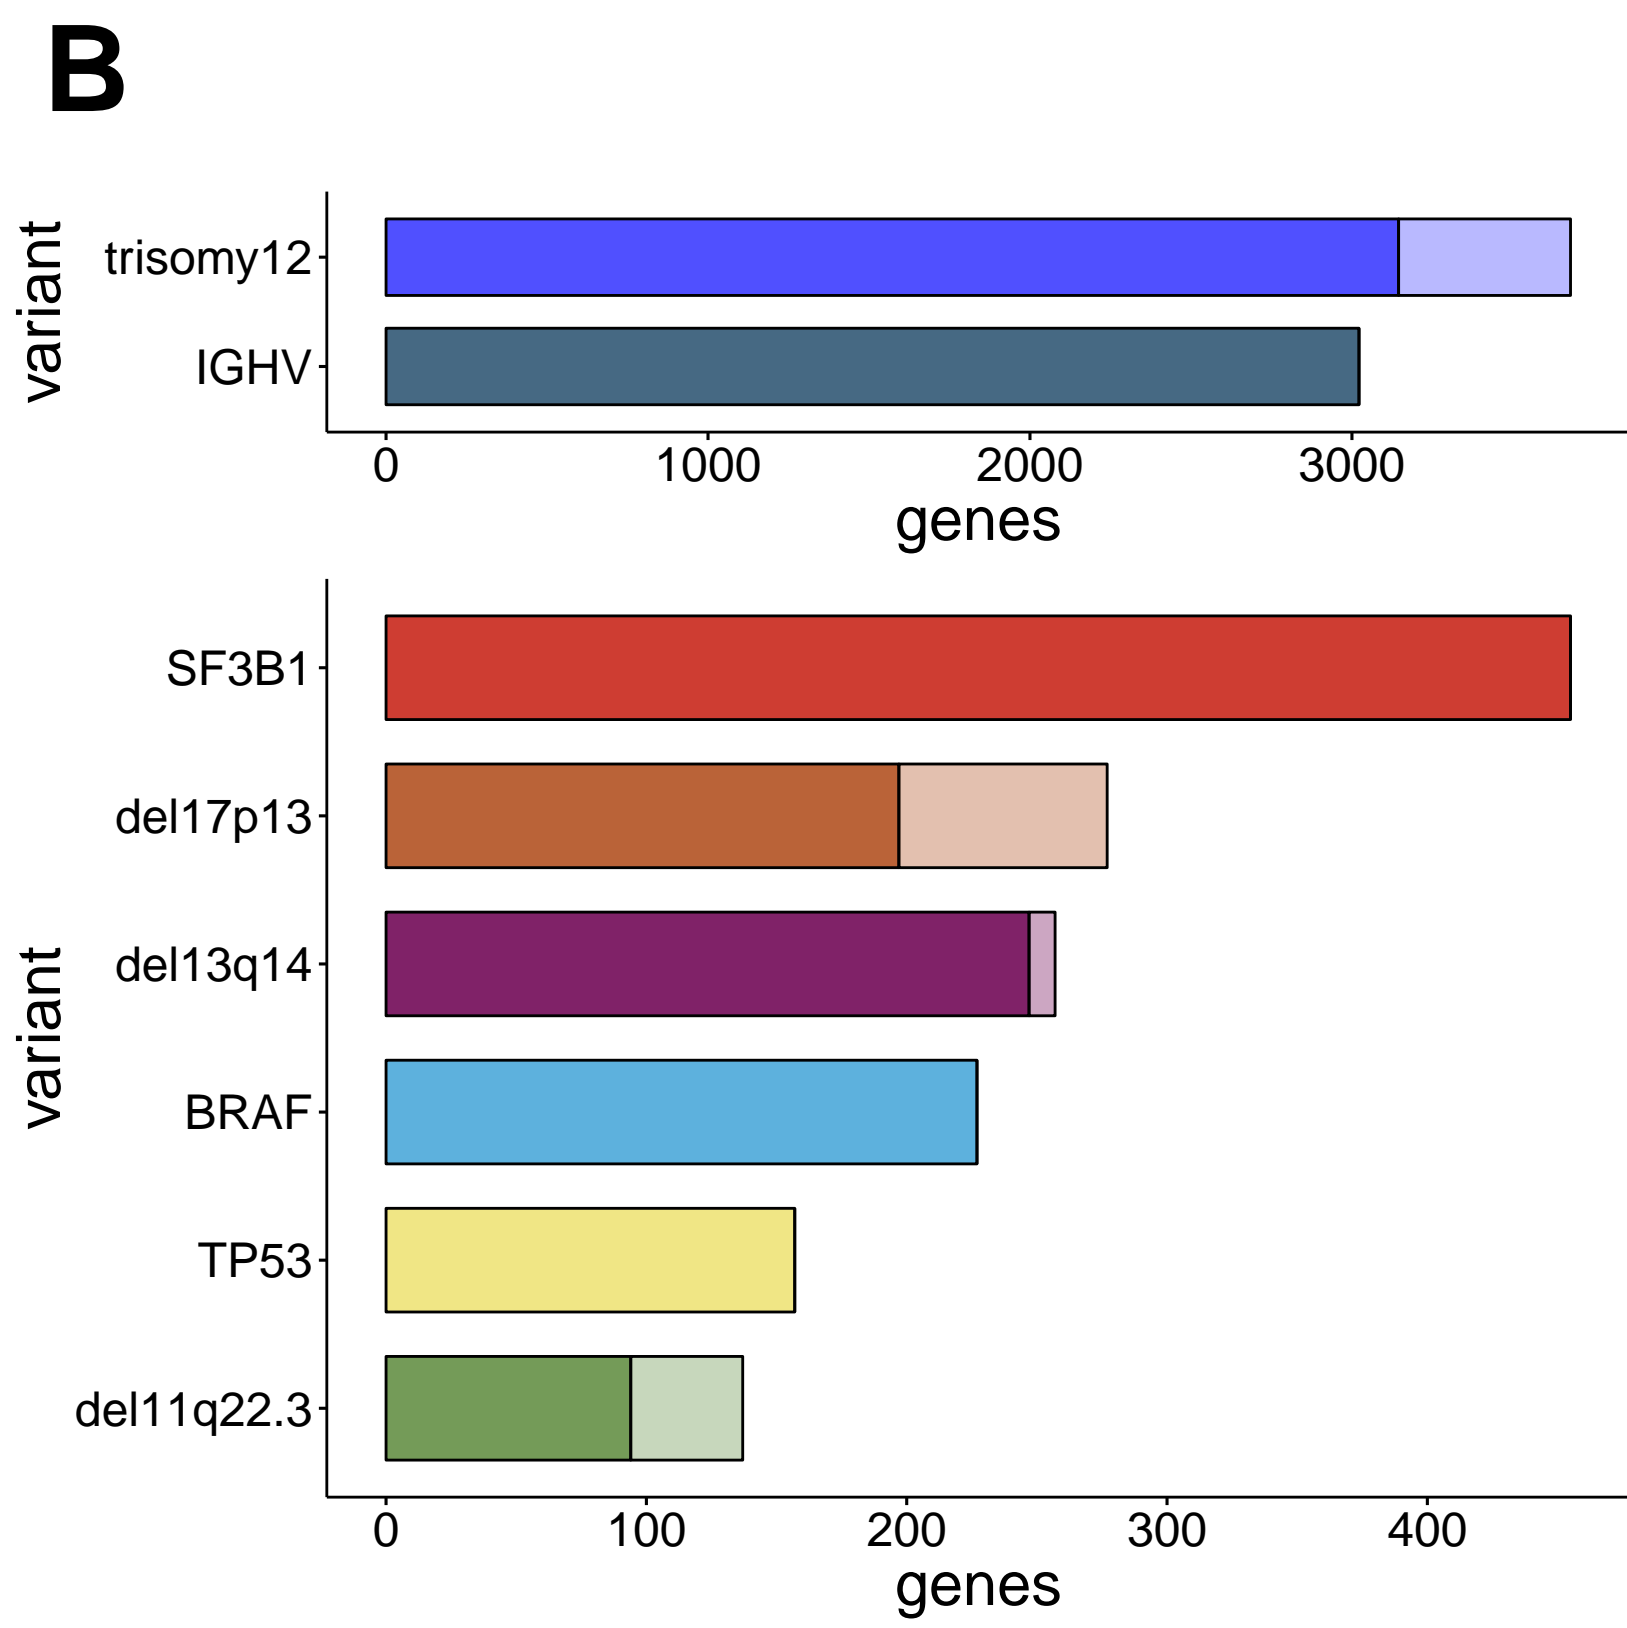 B
variant
trisomy12
IGHV
0 1000 2000 3000
genes
variant
SF3B1
del17p13
del13q14
BRAF
TP53
del11q22.3
0 100 200 300 400
genes